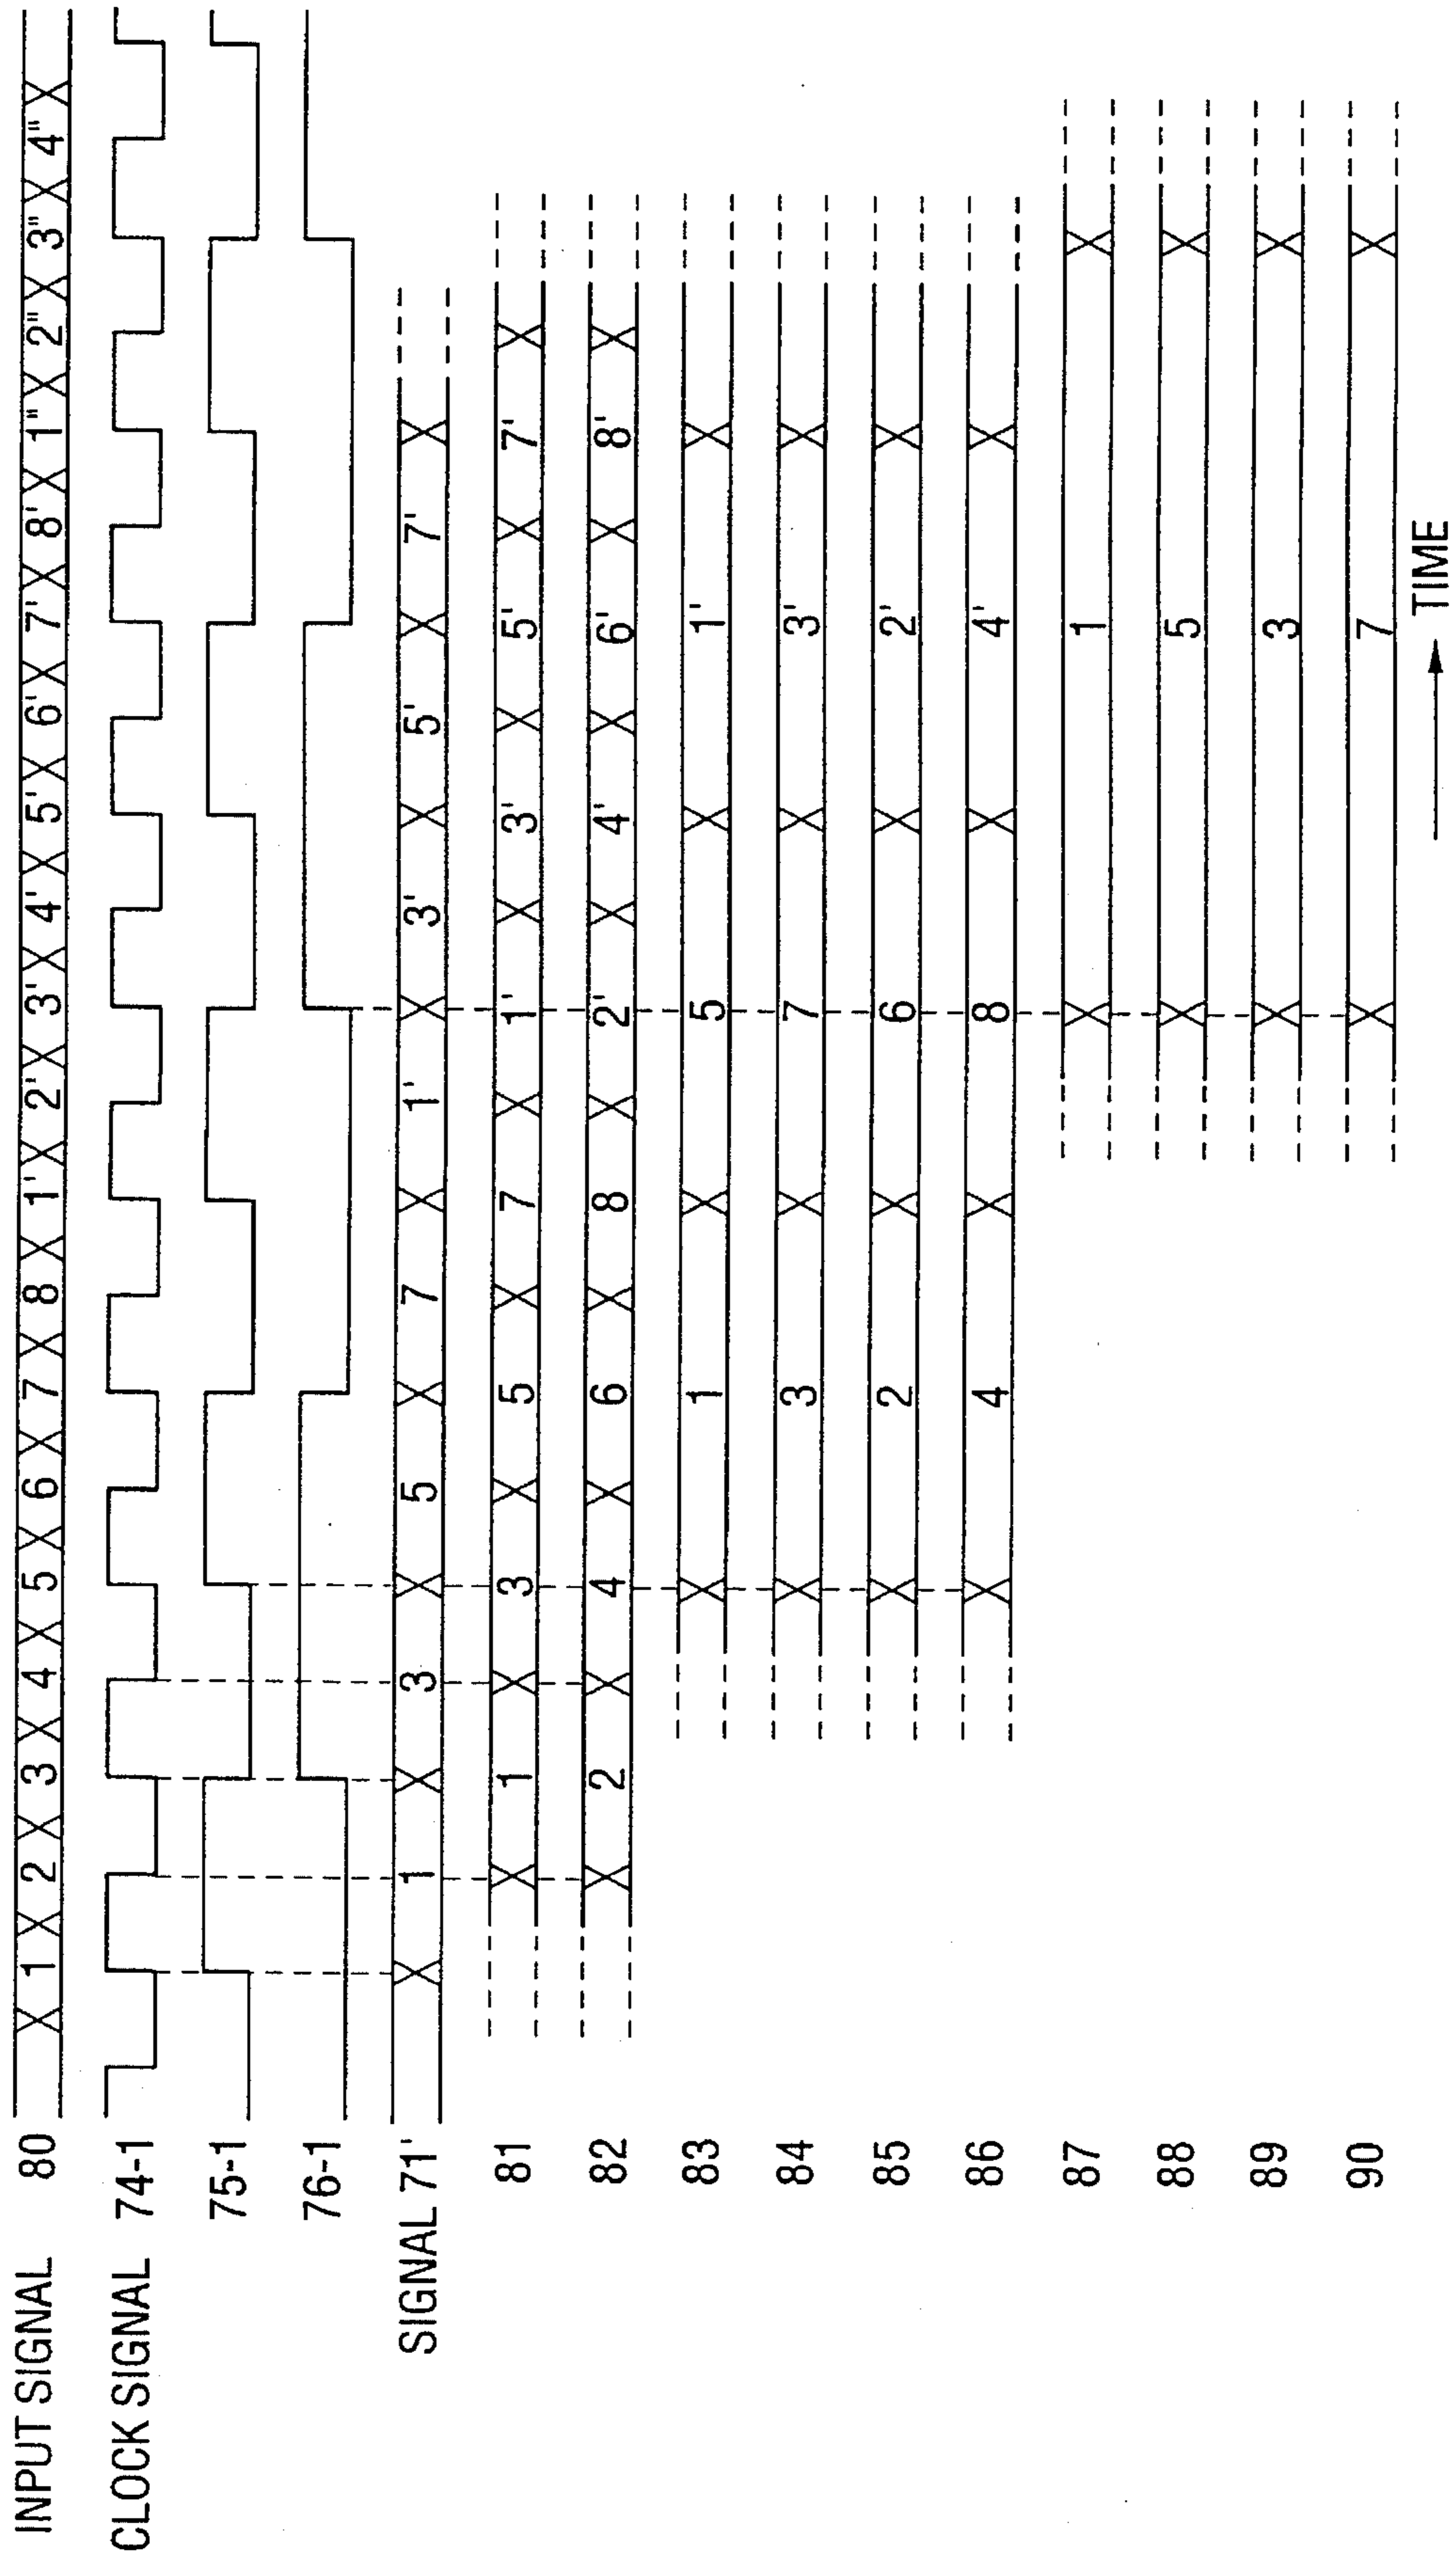 INPUT SIGNAL 80 1 2 3 4 5 6 7 8 1' 2' 3' 4' 5' 6' 7' 8' 1" 2" 3" 4"
CLOCK SIGNAL 74-1
75-1
76-1
SIGNAL 71' 1 3 5 7 1' 3' 5' 7'
81 1 3 5 7 1' 3' 5' 7'
82 2 4 6 8 2' 4' 6' 8'
83 1 5 1'
84 3 7 3'
85 2 6 2'
86 4 8 4'
87 1
88 5
89 3
90 7
TIME